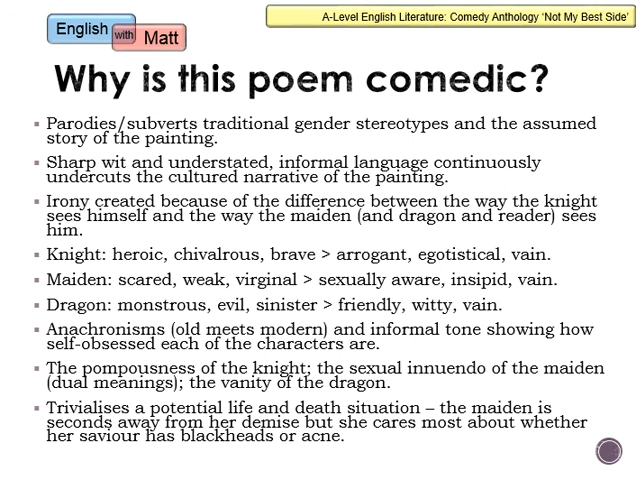 A-Level English Literature: Comedy Anthology ‘Not My Best Side’
English with Matt
Why is this poem comedic?
▪ Parodies/subverts traditional gender stereotypes and the assumed
story of the painting.
▪ Sharp wit and understated, informal language continuously
undercuts the cultured narrative of the painting.
▪ Irony created because of the difference between the way the knight
sees himself and the way the maiden (and dragon and reader) sees
him.
▪ Knight: heroic, chivalrous, brave > arrogant, egotistical, vain.
▪ Maiden: scared, weak, virginal > sexually aware, insipid, vain.
▪ Dragon: monstrous, evil, sinister > friendly, witty, vain.
▪ Anachronisms (old meets modern) and informal tone showing how
self-obsessed each of the characters are.
▪ The pompousness of the knight; the sexual innuendo of the maiden
(dual meanings); the vanity of the dragon.
▪ Trivialises a potential life and death situation – the maiden is
seconds away from her demise but she cares most about whether
her saviour has blackheads or acne.